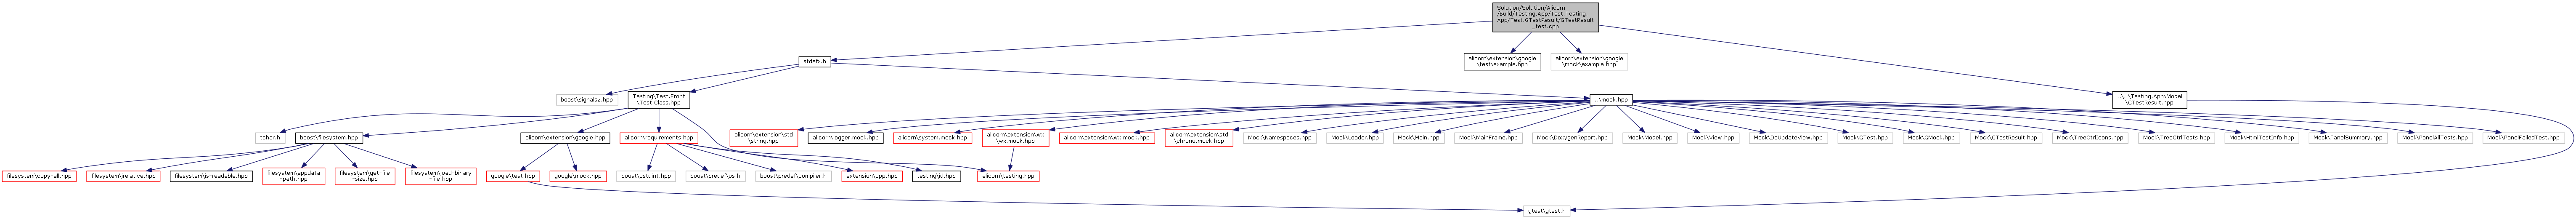 Solution/Solution/Alicorn
/Build/Testing.App/Test.Testing.
App/Test.GTestResult/GTestResult
_test.cpp
stdafx.h
alicorn\extension\google
\test\example.hpp
alicorn\extension\google
\mock\example.hpp
boost\signals2.hpp
Testing\Test.Front
\Test.Class.hpp
..\mock.hpp
..\..\Testing.App\Model
\GTestResult.hpp
tchar.h
boost\filesystem.hpp
alicorn\extension\google.hpp
alicorn\requirements.hpp
alicorn\extension\std
\string.hpp
alicorn\logger.mock.hpp
alicorn\system.mock.hpp
alicorn\extension\wx
\wx.mock.hpp
alicorn\extension\wx.mock.hpp
alicorn\extension\std
\chrono.mock.hpp
Mock\Namespaces.hpp
Mock\Loader.hpp
Mock\Main.hpp
Mock\MainFrame.hpp
Mock\DoxygenReport.hpp
Mock\Model.hpp
Mock\View.hpp
Mock\DoUpdateView.hpp
Mock\GTest.hpp
Mock\GMock.hpp
Mock\GTestResult.hpp
Mock\TreeCtrlIcons.hpp
Mock\TreeCtrlTests.hpp
Mock\HtmlTestInfo.hpp
Mock\PanelSummary.hpp
Mock\PanelAllTests.hpp
Mock\PanelFailedTest.hpp
filesystem\copy-all.hpp
filesystem\relative.hpp
filesystem\is-readable.hpp
filesystem\appdata
-path.hpp
filesystem\get-file
-size.hpp
filesystem\load-binary
-file.hpp
google\test.hpp
google\mock.hpp
boost\cstdint.hpp
boost\predef\os.h
boost\predef\compiler.h
extension\cpp.hpp
testing\id.hpp
alicorn\testing.hpp
gtest\gtest.h